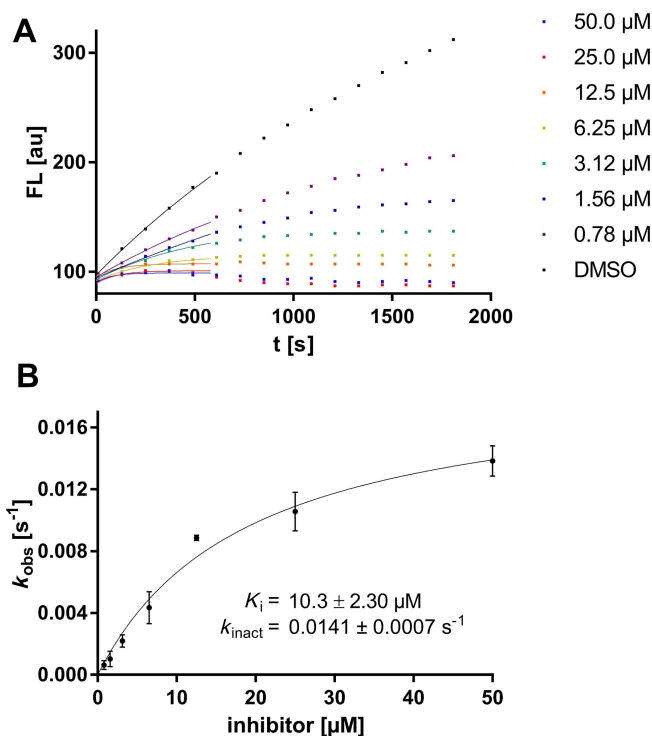 A
300
200
100
FL [au]
0
500
1000
1500
2000
t [s]
50.0 µM
25.0 µM
12.5 µM
6.25 µM
3.12 µM
1.56 µM
0.78 µM
DMSO
B
0.016
0.012
0.008
0.004
0.000
kobs [s-1]
Ki = 10.3 ± 2.30 µM
kinact = 0.0141 ± 0.0007 s-1
0
10
20
30
40
50
inhibitor [µM]